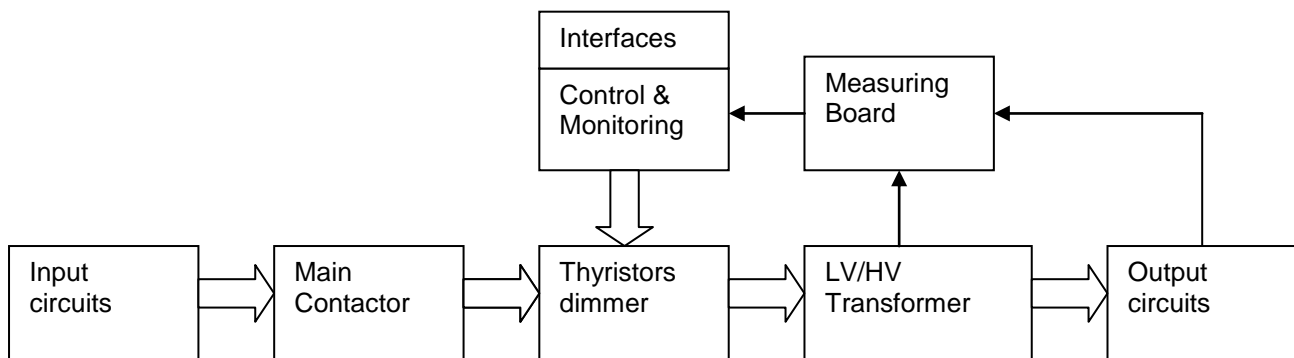 Interfaces
Control &
Monitoring
Measuring
Board
Input
circuits
Main
Contactor
Thyristors
dimmer
LV/HV
Transformer
Output
circuits